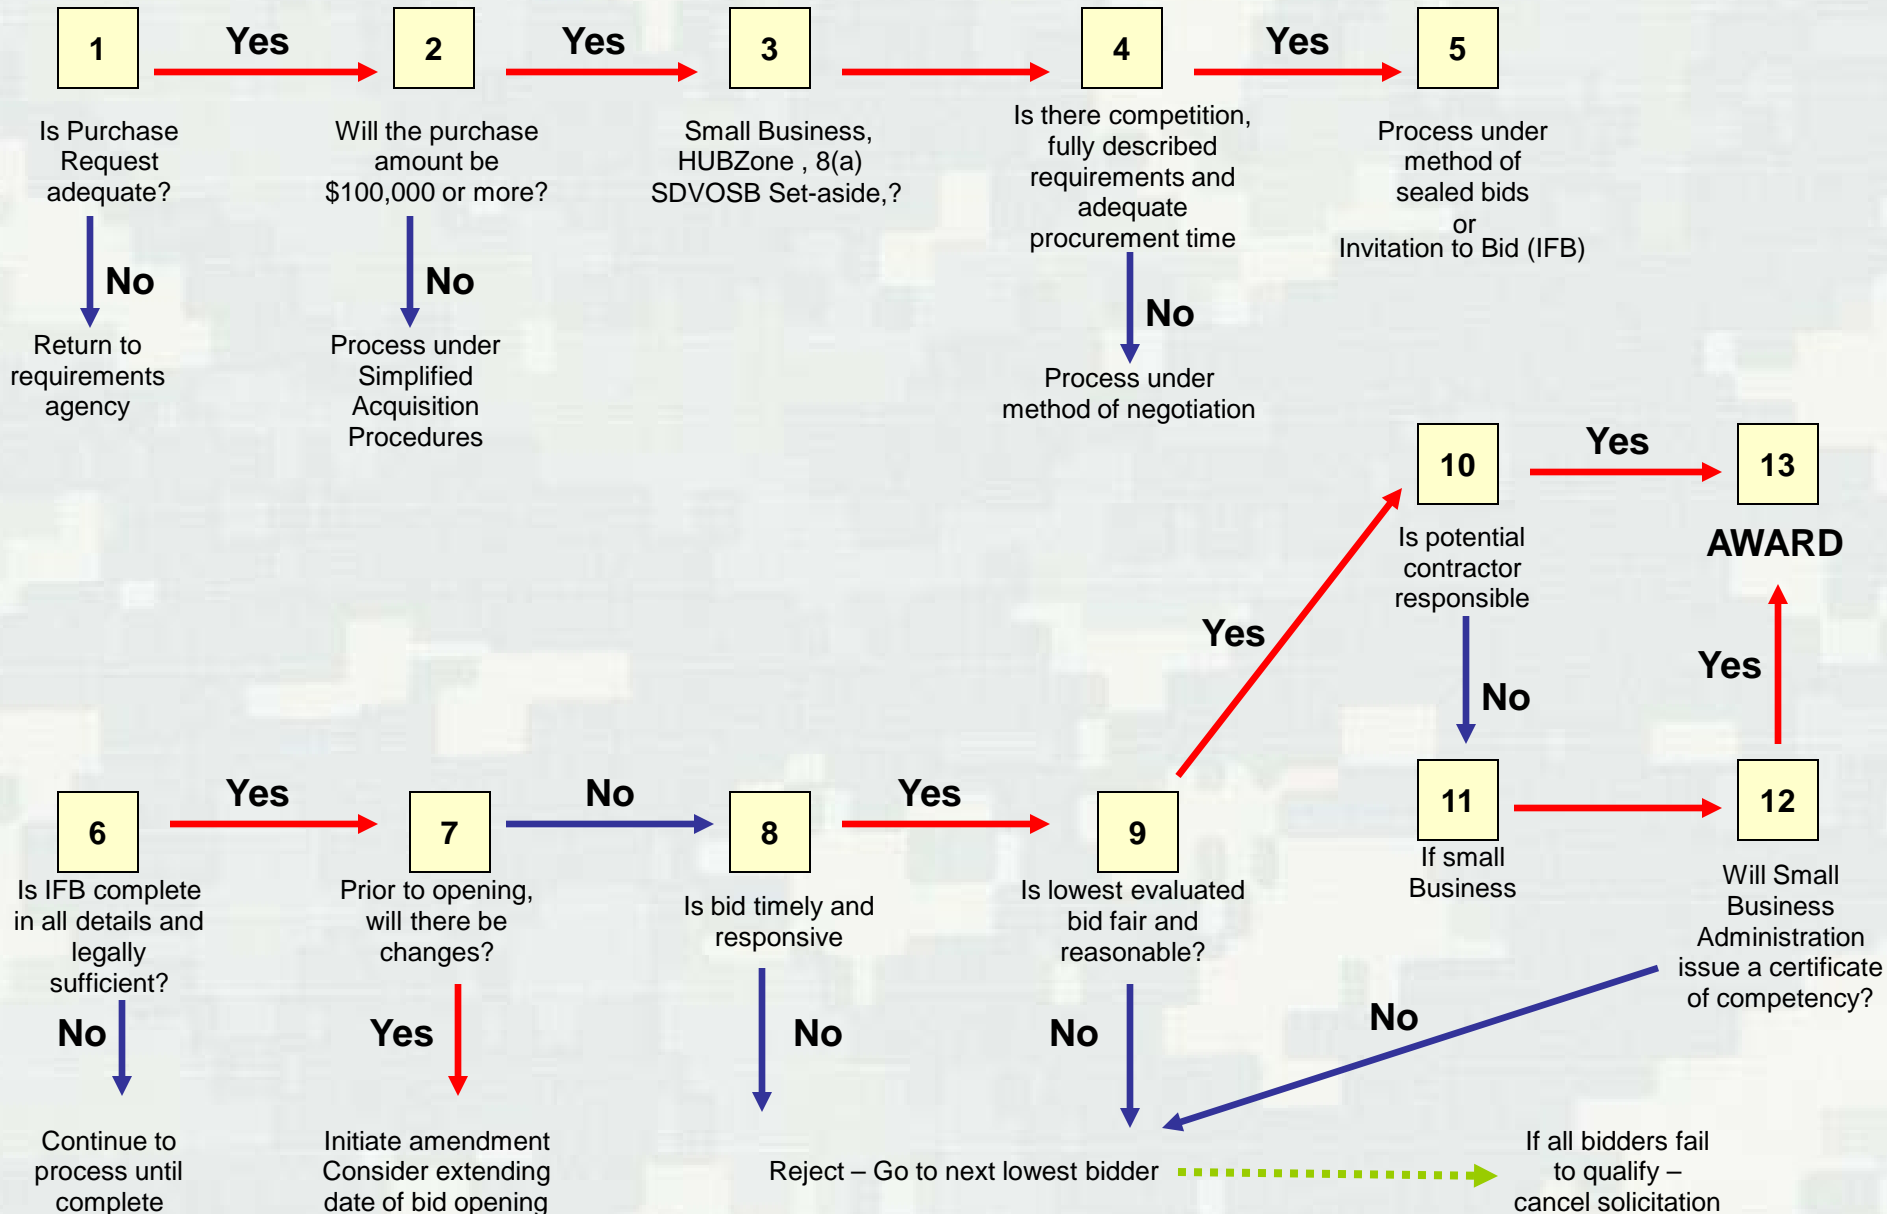 1
Yes
2
Yes
3
4
Yes
5
Is Purchase
Request
adequate?
Will the purchase
amount be
$100,000 or more?
Small Business,
HUBZone , 8(a)
SDVOSB Set-aside,?
Is there competition,
fully described
requirements and
adequate
procurement time
Process under
method of
sealed bids
or
Invitation to Bid (IFB)
No
No
No
Return to
requirements
agency
Process under
Simplified
Acquisition
Procedures
Process under
method of negotiation
10
Yes
13
Is potential
contractor
responsible
AWARD
Yes
No
Yes
6
Yes
7
No
8
Yes
9
11
12
Is IFB complete
in all details and
legally
sufficient?
Prior to opening,
will there be
changes?
Is bid timely and
responsive
Is lowest evaluated
bid fair and
reasonable?
If small
Business
Will Small
Business
Administration
issue a certificate
of competency?
No
Yes
No
No
No
Continue to
process until
complete
Initiate amendment
Consider extending
date of bid opening
Reject – Go to next lowest bidder
If all bidders fail
to qualify –
cancel solicitation